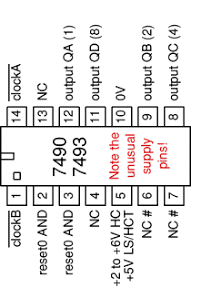 clockA
NC
output QA (1)
output QD (8)
0V
output QB (2)
output QC (4)
14
13
12
11
10
9
8
7490
7493
Note the
unusual
supply
pins!
1
2
3
4
5
6
7
clockB
reset0 AND
reset0 AND
NC
+2 to +6V HC
+5V LS/HCT
NC #
NC #